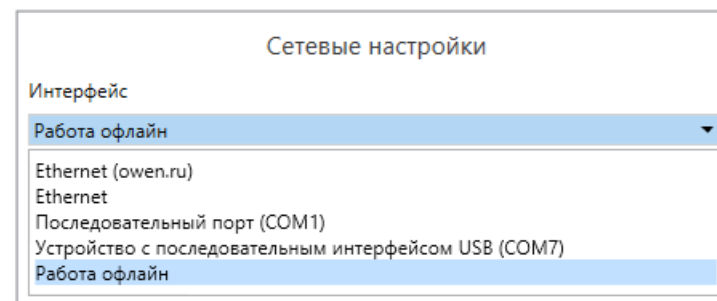 Сетевые настройки
Интерфейс
Работа офлайн
Ethernet (owen.ru)
Ethernet
Последовательный порт (COM1)
Устройство с последовательным интерфейсом USB (COM7)
Работа офлайн